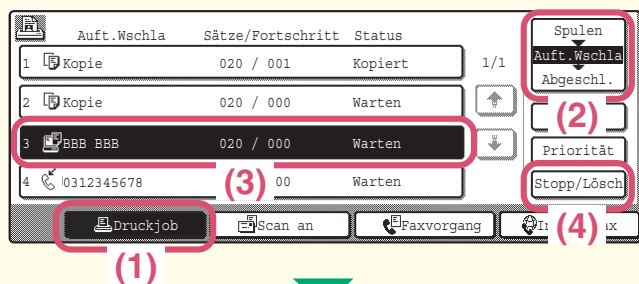 Auft.Wschla Sätze/Fortschritt Status
1 Kopie 020 / 001 Kopiert
2 Kopie 020 / 000 Warten
3 BBB BBB 020 / 000 Warten
4 0312345678 00 Warten
1/1
Spulen
Auft.Wschla
Abgeschl.
(2)
Priorität
Stopp/Lösch
(3)
(4)
Druckjob Scan an Faxvorgang
(1)